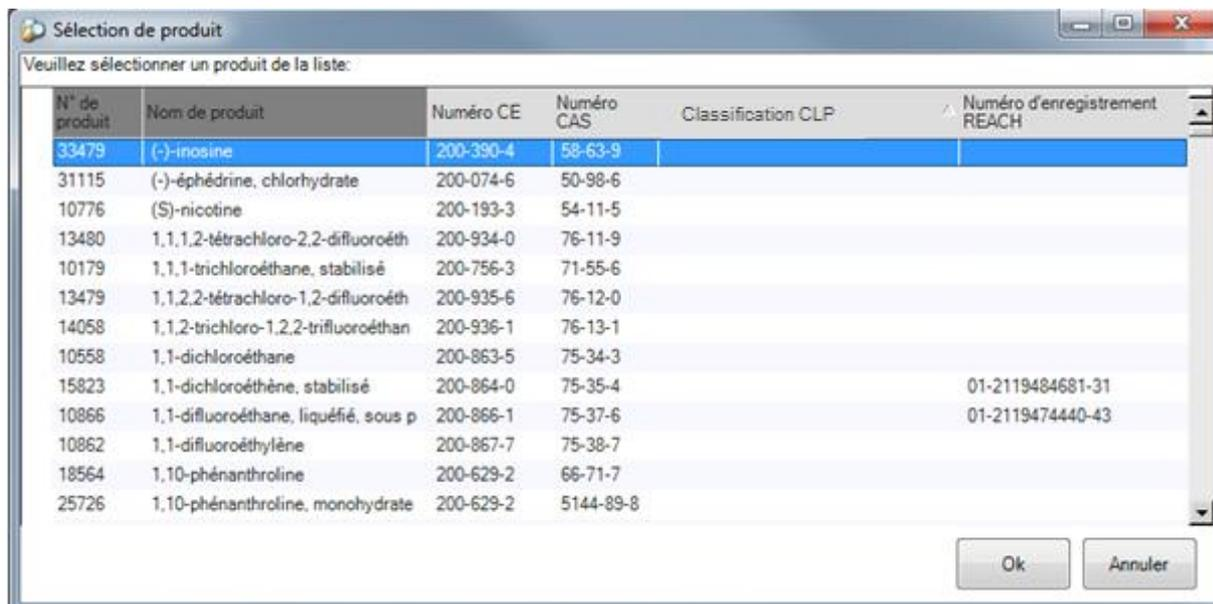 Sélection de produit
Veuillez sélectionner un produit de la liste:
N° de produit Nom de produit Numéro CE Numéro CAS Classification CLP Numéro d'enregistrement REACH
33479 (-)-inosine 200-390-4 58-63-9
31115 (-)-éphédrine, chlorhydrate 200-074-6 50-98-6
10776 (S)-nicotine 200-193-3 54-11-5
13480 1,1,1,2-tétrachloro-2,2-difluoroéth 200-934-0 76-11-9
10179 1,1,1-trichloroéthane, stabilisé 200-756-3 71-55-6
13479 1,1,2,2-tétrachloro-1,2-difluoroéth 200-935-6 76-12-0
14058 1,1,2-trichloro-1,2,2-trifluoroéthan 200-936-1 76-13-1
10558 1,1-dichloroéthane 200-863-5 75-34-3
15823 1,1-dichloroéthène, stabilisé 200-864-0 75-35-4 01-2119484681-31
10866 1,1-difluoroéthane, liquéfié, sous p 200-866-1 75-37-6 01-2119474440-43
10862 1,1-difluoroéthylène 200-867-7 75-38-7
18564 1,10-phénanthroline 200-629-2 66-71-7
25726 1,10-phénanthroline, monohydrate 200-629-2 5144-89-8
Ok Annuler